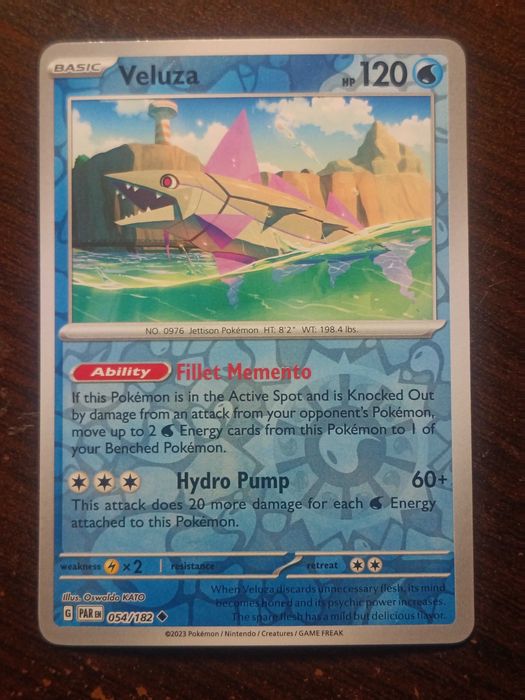 BASIC Veluza HP 120
NO. 0976 Jettison Pokémon HT: 8'2" WT: 198.4 lbs.
Ability Fillet Memento
If this Pokémon is in the Active Spot and is Knocked Out
by damage from an attack from your opponent's Pokémon,
move up to 2 Energy cards from this Pokémon to 1 of
your Benched Pokémon.
Hydro Pump 60+
This attack does 20 more damage for each Energy
attached to this Pokémon.
weakness ×2 resistance retreat
Illus. Oswaldo KATO
G PAR EN 054/182
When Veluza discards unnecessary flesh, its mind
becomes honed and its psychic power increases.
The spare flesh has a mild but delicious flavor.
©2023 Pokémon / Nintendo / Creatures / GAME FREAK